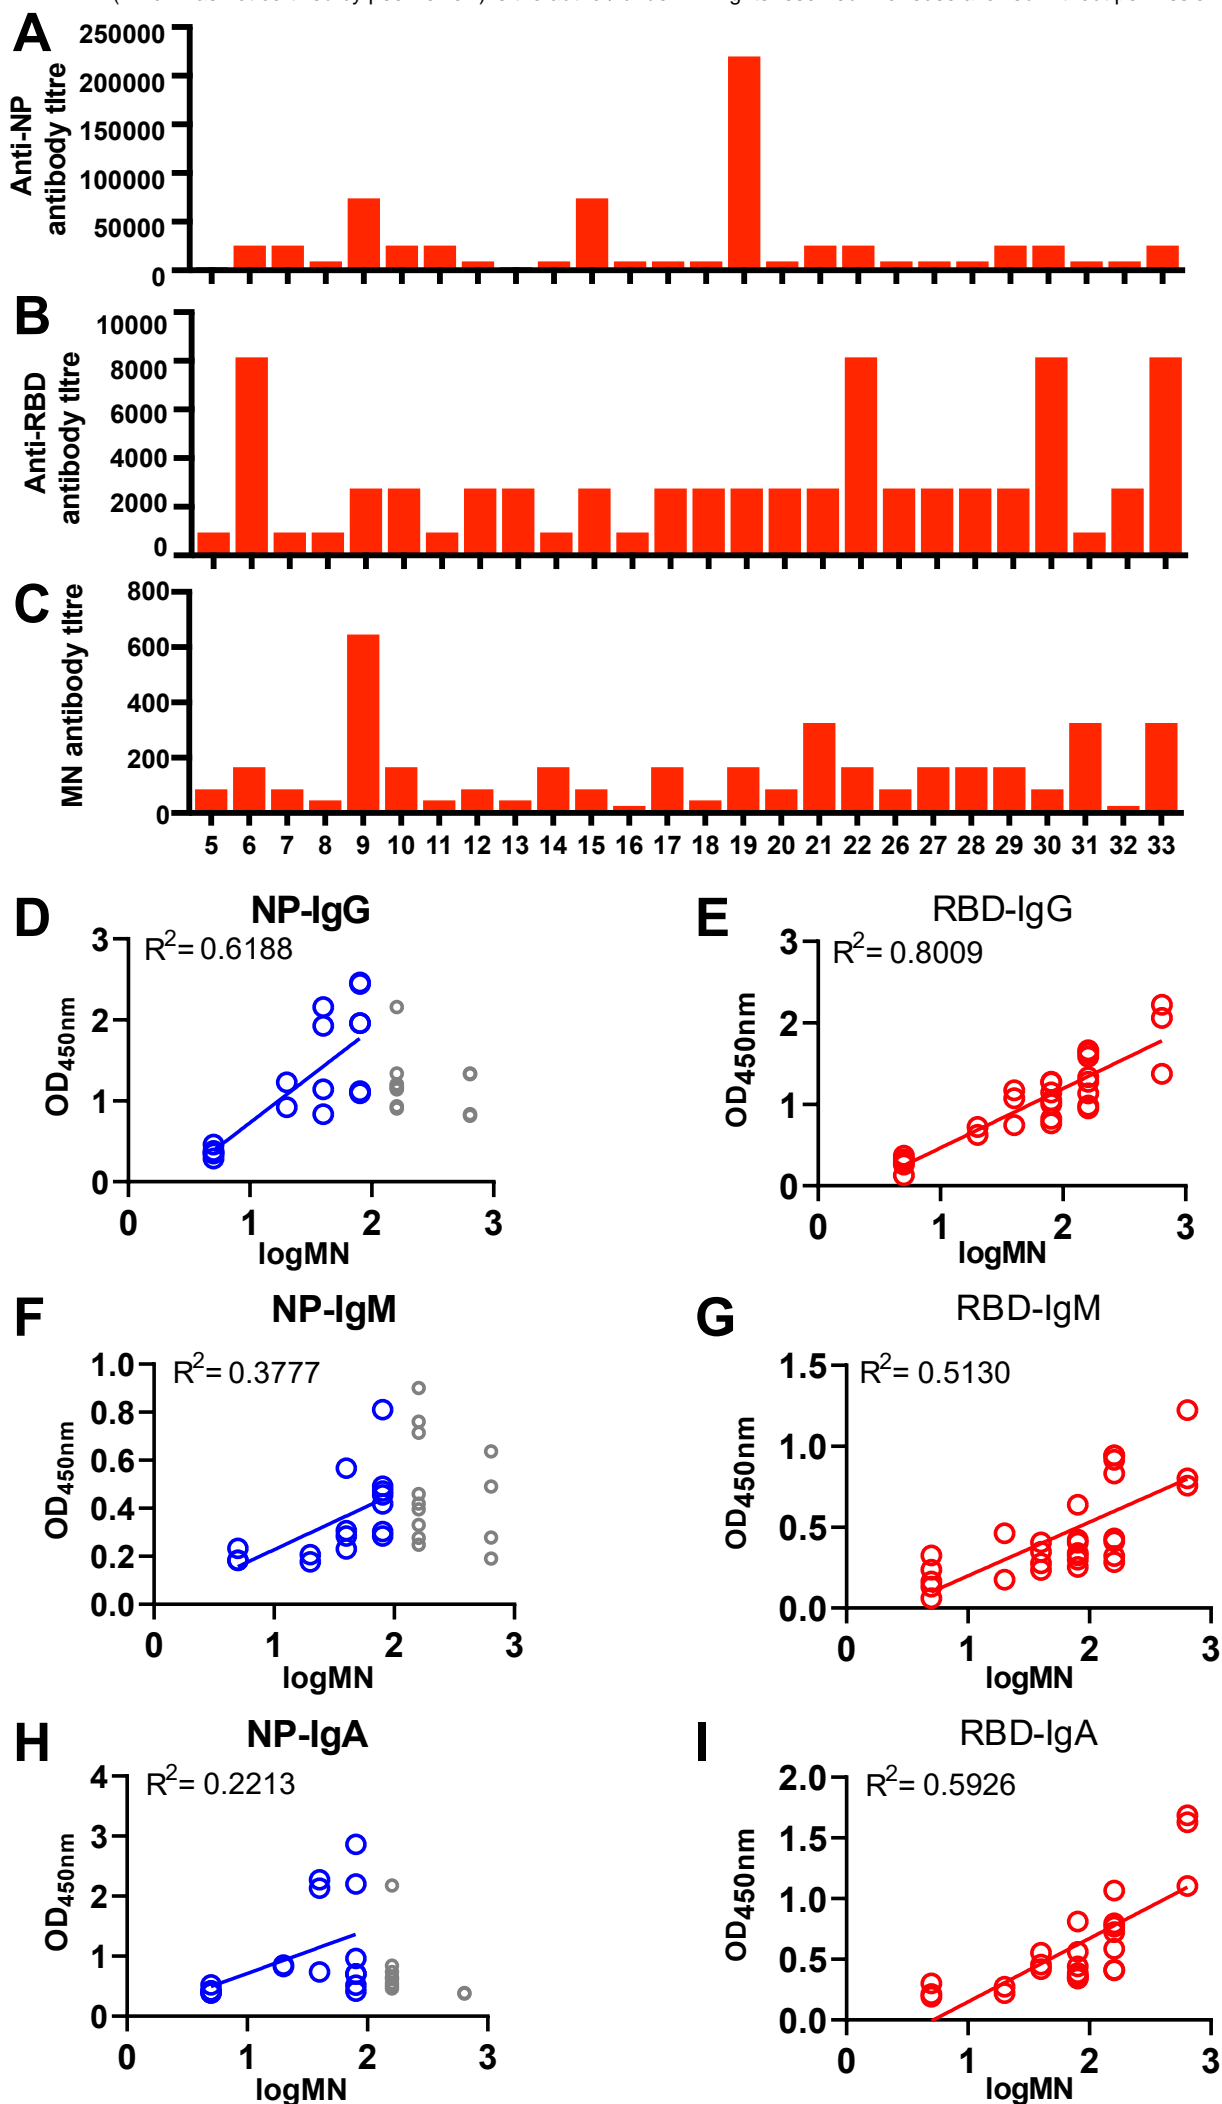 A
Anti-NP
antibody titre
250000
200000
150000
100000
50000
0
B
Anti-RBD
antibody titre
10000
8000
6000
4000
2000
0
C
MN antibody titre
800
600
400
200
0
5 6 7 8 9 10 11 12 13 14 15 16 17 18 19 20 21 22 26 27 28 29 30 31 32 33
D
NP-IgG
R2= 0.6188
OD450nm
3
2
1
0
0 1 2 3
logMN
E
RBD-IgG
R2= 0.8009
OD450nm
3
2
1
0
0 1 2 3
logMN
F
NP-IgM
R2= 0.3777
OD450nm
1.0
0.8
0.6
0.4
0.2
0.0
0 1 2 3
logMN
G
RBD-IgM
R2= 0.5130
OD450nm
1.5
1.0
0.5
0.0
0 1 2 3
logMN
H
NP-IgA
R2= 0.2213
OD450nm
4
3
2
1
0
0 1 2 3
logMN
I
RBD-IgA
R2= 0.5926
OD450nm
2.0
1.5
1.0
0.5
0.0
0 1 2 3
logMN